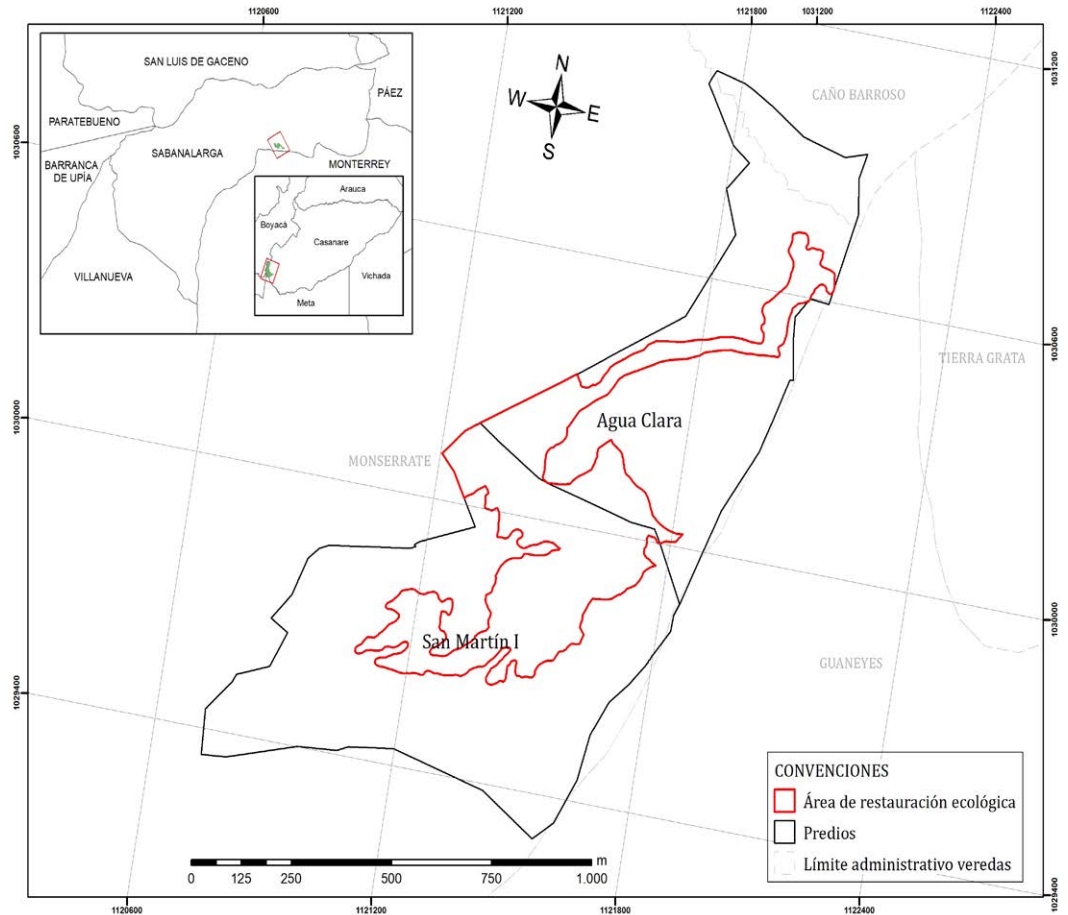 1120600
1121200
1121800
1031200
1122400
SAN LUIS DE GACENO
PÁEZ
PARATEBUENO
SABANALARGA
BARRANCA
DE UPÍA
MONTERREY
VILLANUEVA
Arauca
Boyacá
Casanare
Vichada
Meta
N
W
E
S
CAÑO BARROSO
1031200
1030600
1030600
TIERRA GRATA
1030000
MONSERRATE
Agua Clara
1030000
San Martín I
GUANEYES
1029400
CONVENCIONES
Área de restauración ecológica
Predios
Límite administrativo veredas
m
0
125
250
500
750
1.000
1029400
1120600
1121200
1121800
1122400